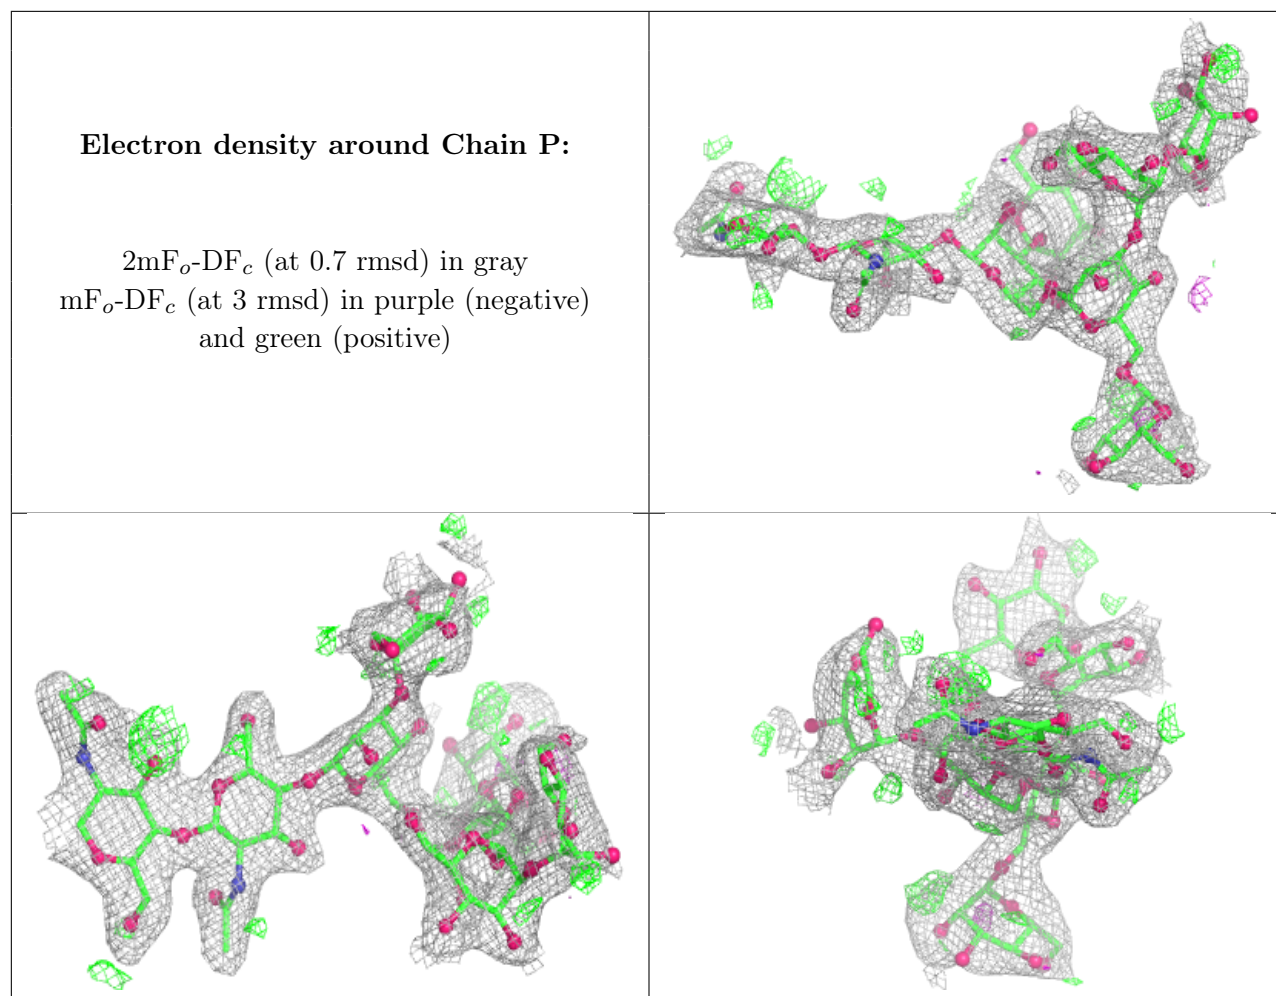 Electron density around Chain P:
2mFo-DFc (at 0.7 rmsd) in gray
mFo-DFc (at 3 rmsd) in purple (negative)
and green (positive)